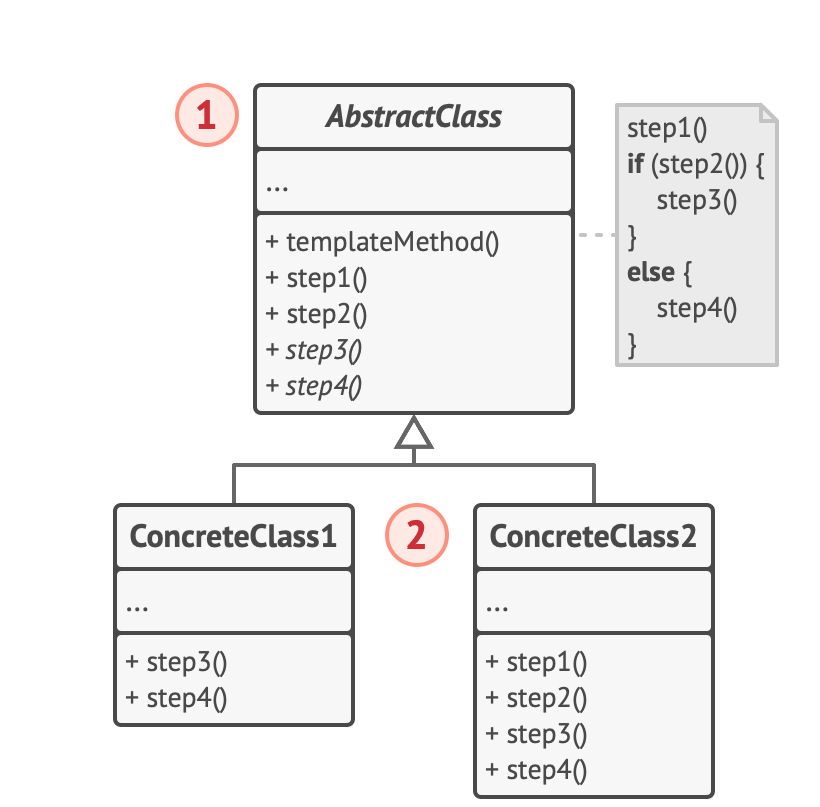 1
AbstractClass
...
+ templateMethod()
+ step1()
+ step2()
+ step3()
+ step4()
step1()
if (step2()) {
step3()
}
else {
step4()
}
ConcreteClass1
...
+ step3()
+ step4()
2
ConcreteClass2
...
+ step1()
+ step2()
+ step3()
+ step4()